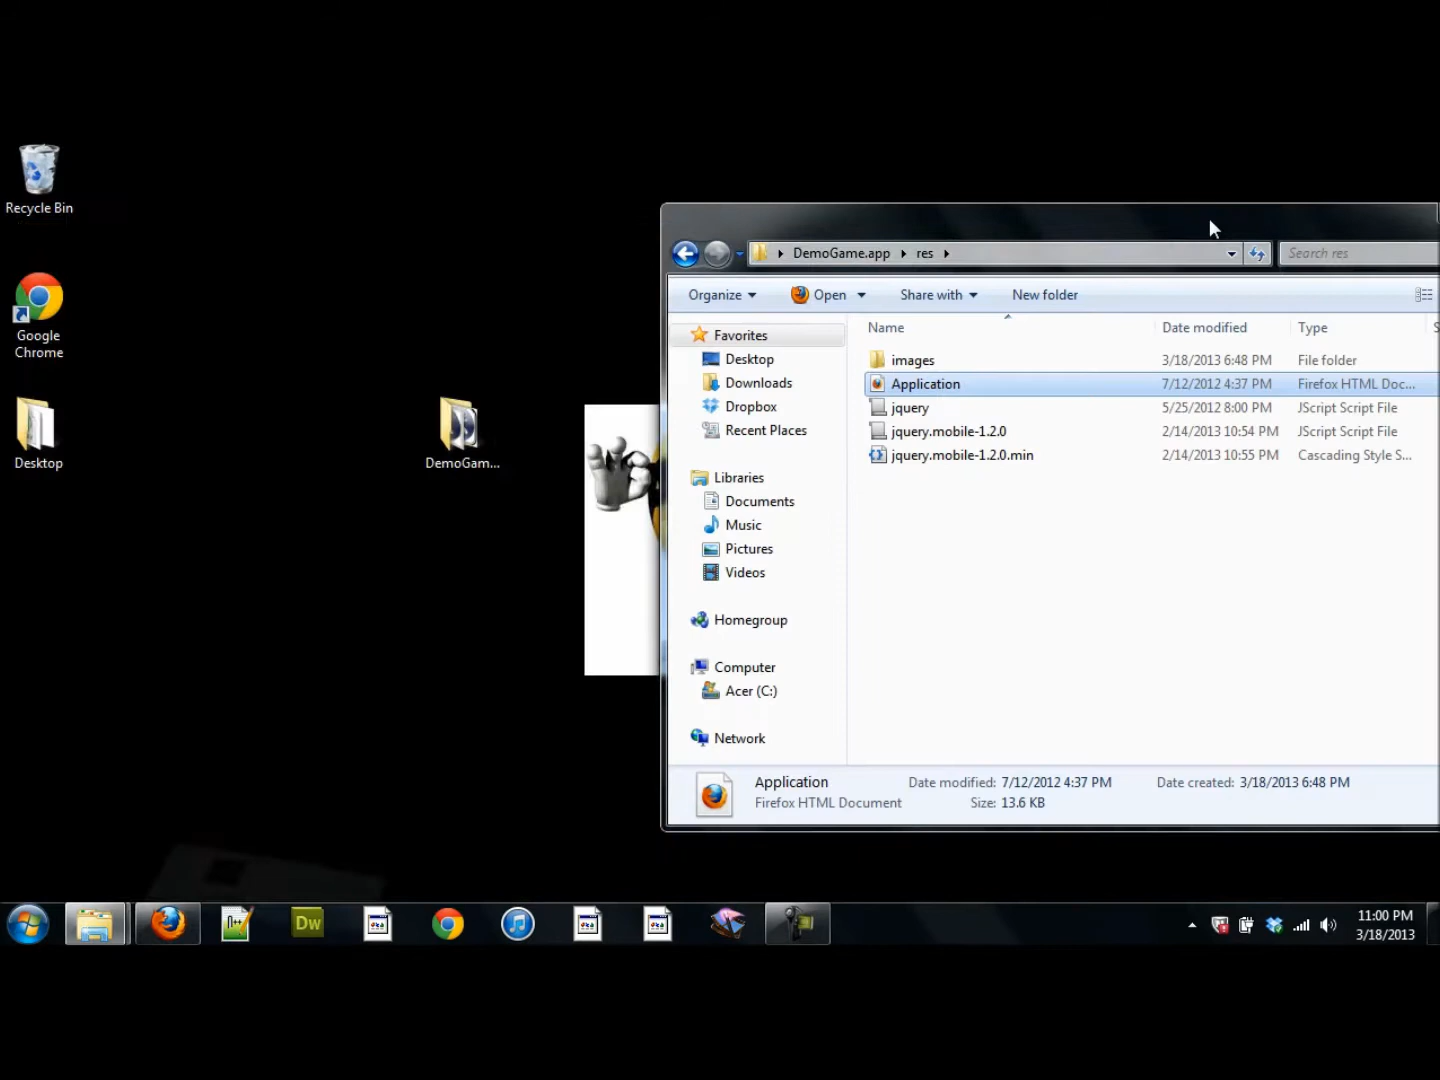 Recycle Bin
Google
Chrome
Desktop
DemoGam...
DemoGame.app
res
Search res
Organize
Open
Share with
New folder
Name
Date modified
Type
S
images
3/18/2013 6:48 PM
File folder
Application
7/12/2012 4:37 PM
Firefox HTML Doc...
jquery
5/25/2012 8:00 PM
JScript Script File
jquery.mobile-1.2.0
2/14/2013 10:54 PM
JScript Script File
jquery.mobile-1.2.0.min
2/14/2013 10:55 PM
Cascading Style S...
Favorites
Desktop
Downloads
Dropbox
Recent Places
Libraries
Documents
Music
Pictures
Videos
Homegroup
Computer
Acer (C:)
Network
Application
Firefox HTML Document
Date modified: 7/12/2012 4:37 PM
Size: 13.6 KB
Date created: 3/18/2013 6:48 PM
Dw
11:00 PM
3/18/2013